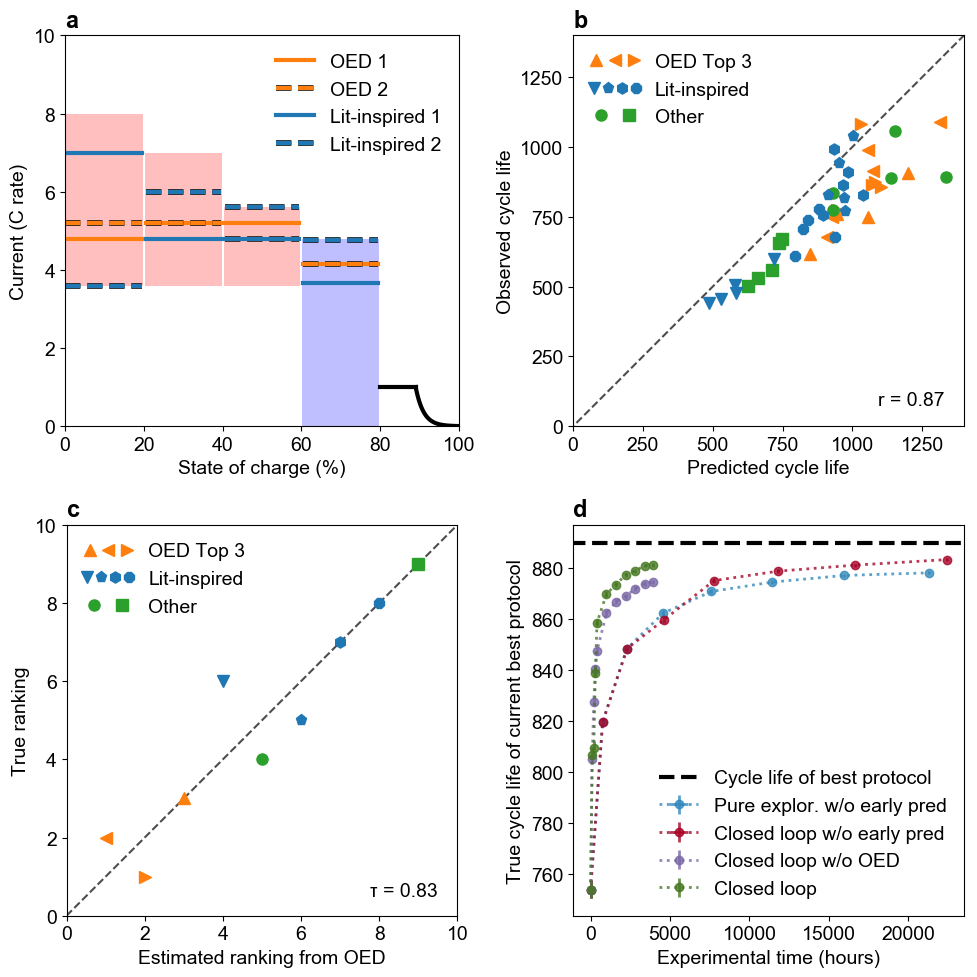 a
10
8
6
4
2
0
0 20 40 60 80 100
Current (C rate)
State of charge (%)
OED 1
OED 2
Lit-inspired 1
Lit-inspired 2
b
1250
1000
750
500
250
0
0 250 500 750 1000 1250
Observed cycle life
Predicted cycle life
OED Top 3
Lit-inspired
Other
r = 0.87
c
10
8
6
4
2
0
0 2 4 6 8 10
True ranking
Estimated ranking from OED
OED Top 3
Lit-inspired
Other
τ = 0.83
d
880
860
840
820
800
780
760
0 5000 10000 15000 20000
True cycle life of current best protocol
Experimental time (hours)
Cycle life of best protocol
Pure explor. w/o early pred
Closed loop w/o early pred
Closed loop w/o OED
Closed loop